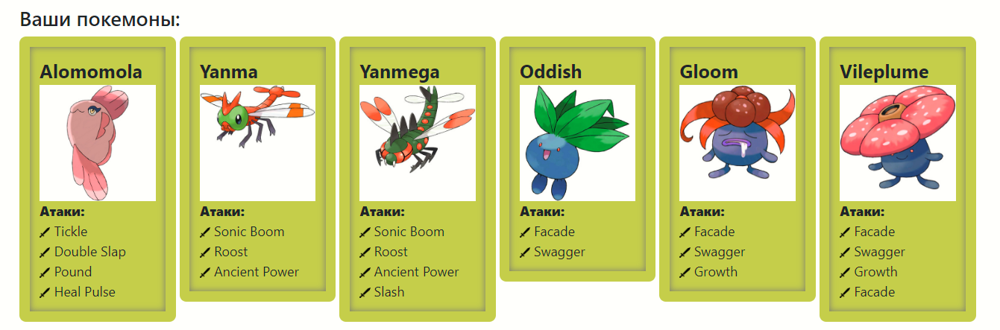 Ваши покемоны:
Alomomola
Атаки:
Tickle
Double Slap
Pound
Heal Pulse
Yanma
Атаки:
Sonic Boom
Roost
Ancient Power
Yanmega
Атаки:
Sonic Boom
Roost
Ancient Power
Slash
Oddish
Атаки:
Facade
Swagger
Gloom
Атаки:
Facade
Swagger
Growth
Vileplume
Атаки:
Facade
Swagger
Growth
Facade